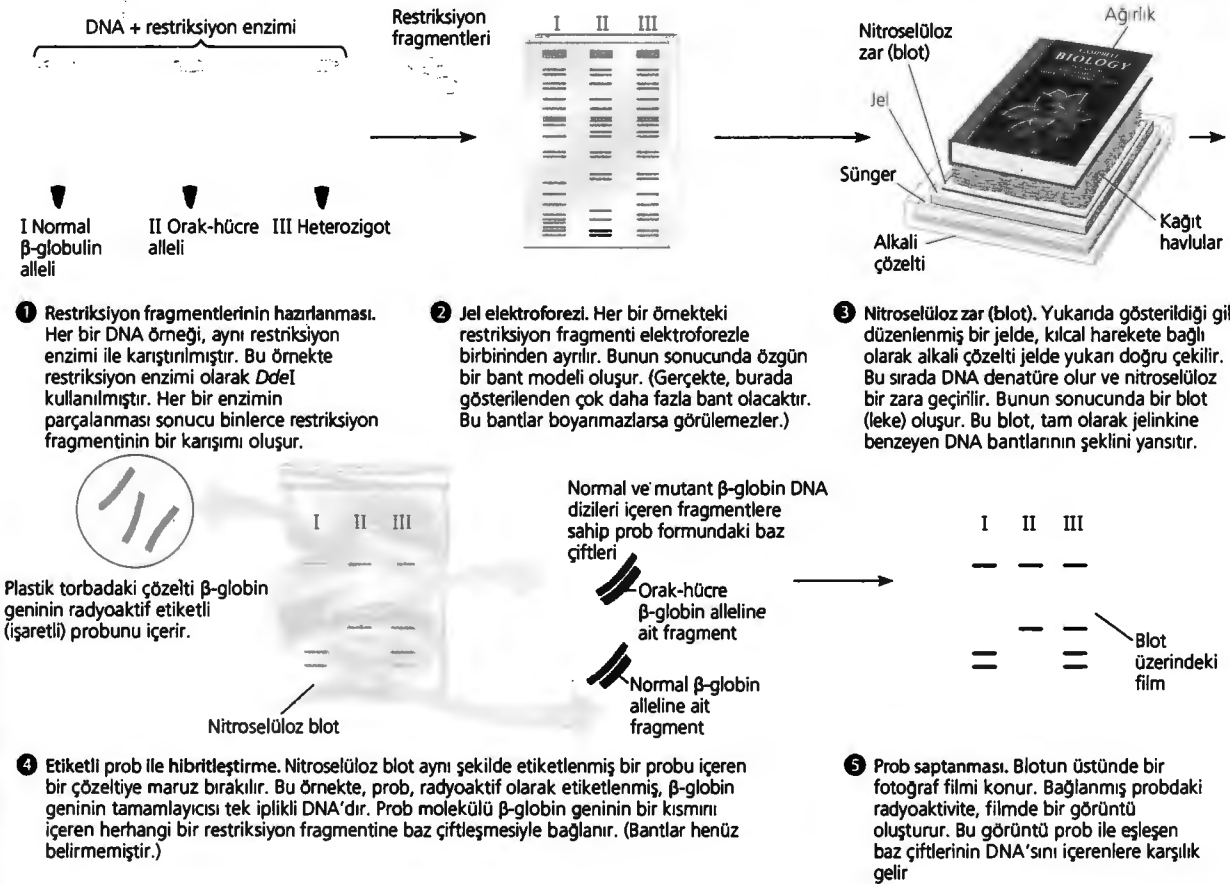 DNA + restriksiyon enzimi
I Normal
β-globulin
alleli
II Orak-hücre
alleli
III Heterozigot
Restriksiyon
fragmentleri
I II III
Nitroselüloz
zar (blot)
Ağırlık
CAMPBELL
BIOLOGY
Jel
Sünger
Alkali
çözelti
Kağıt
havlular
1 Restriksiyon fragmentlerinin hazırlanması.
Her bir DNA örneği, aynı restriksiyon
enzimi ile karıştırılmıştır. Bu örnekte
restriksiyon enzimi olarak DdeI
kullanılmıştır. Her bir enzimin
parçalanması sonucu binlerce restriksiyon
fragmentinin bir karışımı oluşur.
2 Jel elektroforezi. Her bir örnekteki
restriksiyon fragmenti elektroforezle
birbirinden ayrılır. Bunun sonucunda özgün
bir bant modeli oluşur. (Gerçekte, burada
gösterilenden çok daha fazla bant olacaktır.
Bu bantlar boyanmazlarsa görülemezler.)
3 Nitroselüloz zar (blot). Yukarıda gösterildiği gi
düzenlenmiş bir jelde, kılcal harekete bağlı
olarak alkali çözelti jelde yukarı doğru çekilir.
Bu sırada DNA denatüre olur ve nitroselüloz
bir zara geçirilir. Bunun sonucunda bir blot
(leke) oluşur. Bu blot, tam olarak jelinkine
benzeyen DNA bantlarının şeklini yansıtır.
Plastik torbadaki çözelti β-globin
geninin radyoaktif etiketli
(işaretli) probunu içerir.
I II III
Nitroselüloz blot
Normal ve mutant β-globin DNA
dizileri içeren fragmentlere
sahip prob formundaki baz
çiftleri
Orak-hücre
β-globin alleline
ait fragment
Normal β-globin
alleline ait
fragment
I II III
Blot
üzerindeki
film
4 Etiketli prob ile hibritleştirme. Nitroselüloz blot aynı şekilde etiketlenmiş bir probu içeren
bir çözeltiye maruz bırakılır. Bu örnekte, prob, radyoaktif olarak etiketlenmiş, β-globin
geninin tamamlayıcısı tek iplikli DNA'dır. Prob molekülü β-globin geninin bir kısmını
içeren herhangi bir restriksiyon fragmentine baz çiftleşmesiyle bağlanır. (Bantlar henüz
belirmemiştir.)
5 Prob saptanması. Blotun üstünde bir
fotoğraf filmi konur. Bağlanmış probdaki
radyoaktivite, filmde bir görüntü
oluşturur. Bu görüntü prob ile eşleşen
baz çiftlerinin DNA'sını içerenlere karşılık
gelir